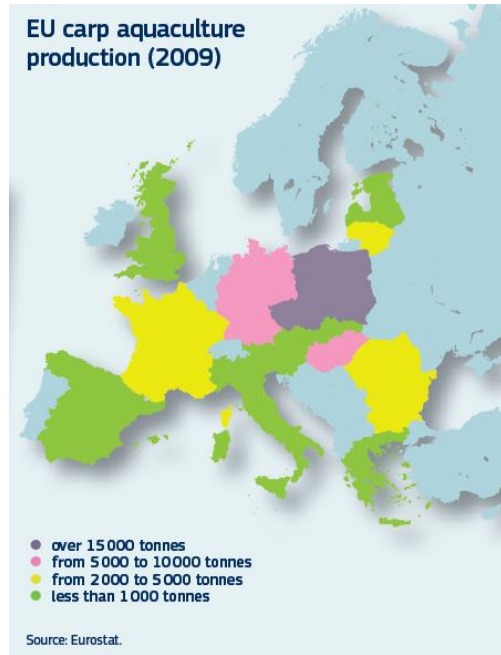 EU carp aquaculture
production (2009)
over 15 000 tonnes
from 5 000 to 10 000 tonnes
from 2 000 to 5 000 tonnes
less than 1 000 tonnes
Source: Eurostat.